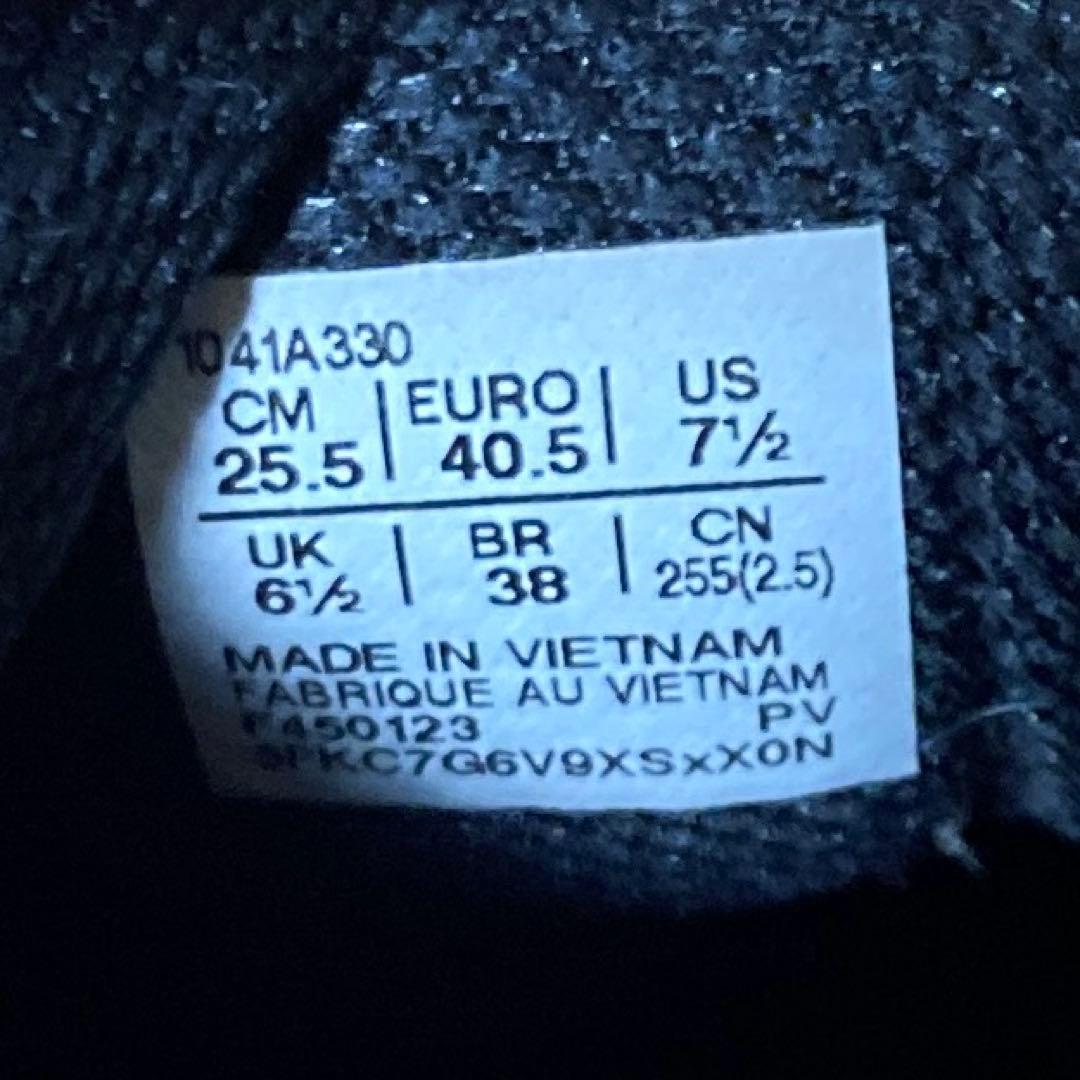 1041A330
CM | EURO | US
25.5 | 40.5 | 7½
UK | BR | CN
6½ | 38 | 255(2.5)
MADE IN VIETNAM
FABRIQUE AU VIETNAM
F450123 PV